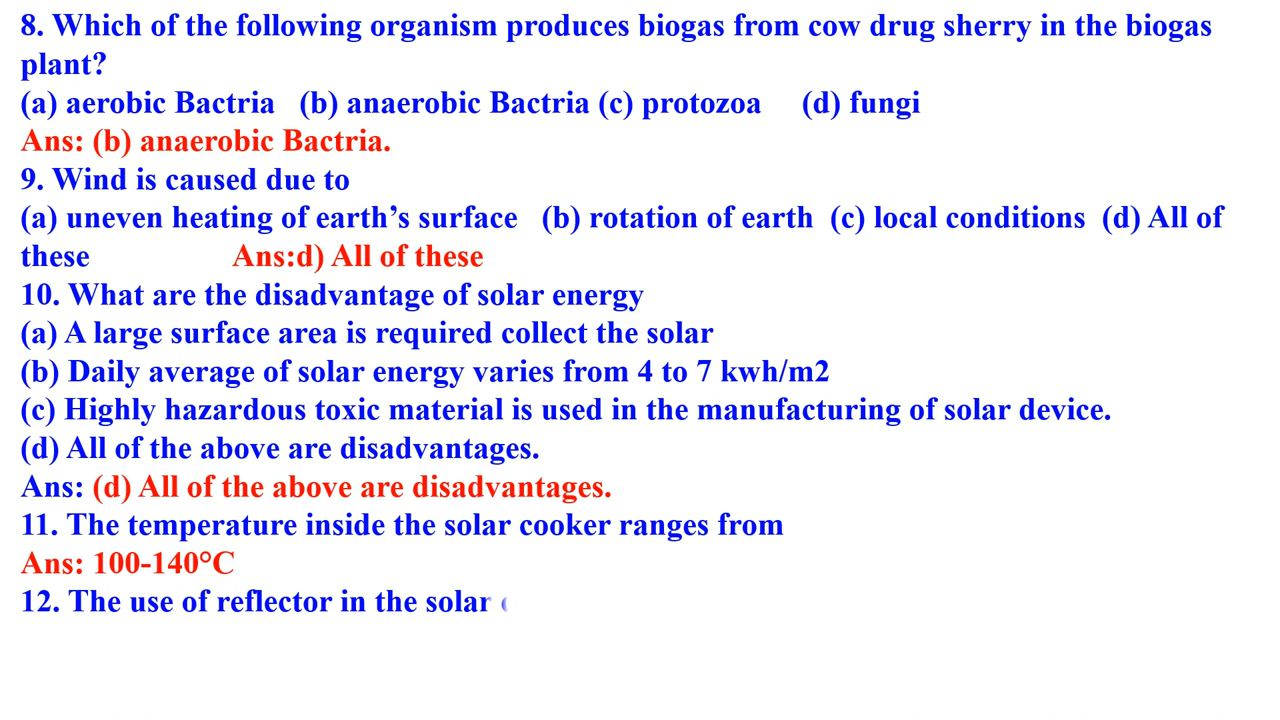 8. Which of the following organism produces biogas from cow drug sherry in the biogas
plant?
(a) aerobic Bactria (b) anaerobic Bactria (c) protozoa (d) fungi
Ans: (b) anaerobic Bactria.
9. Wind is caused due to
(a) uneven heating of earth’s surface (b) rotation of earth (c) local conditions (d) All of
these Ans:d) All of these
10. What are the disadvantage of solar energy
(a) A large surface area is required collect the solar
(b) Daily average of solar energy varies from 4 to 7 kwh/m2
(c) Highly hazardous toxic material is used in the manufacturing of solar device.
(d) All of the above are disadvantages.
Ans: (d) All of the above are disadvantages.
11. The temperature inside the solar cooker ranges from
Ans: 100-140°C
12. The use of reflector in the solar